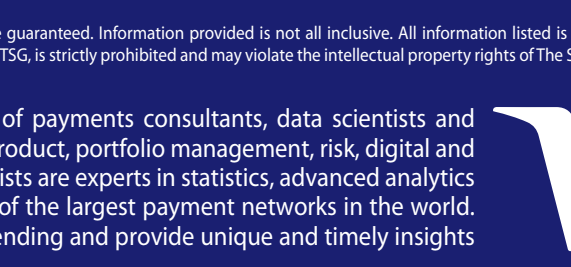 guaranteed. Information provided is not all inclusive. All information listed is
TSG, is strictly prohibited and may violate the intellectual property rights of The S
of payments consultants, data scientists and
roduct, portfolio management, risk, digital and
ists are experts in statistics, advanced analytics
of the largest payment networks in the world.
ending and provide unique and timely insights